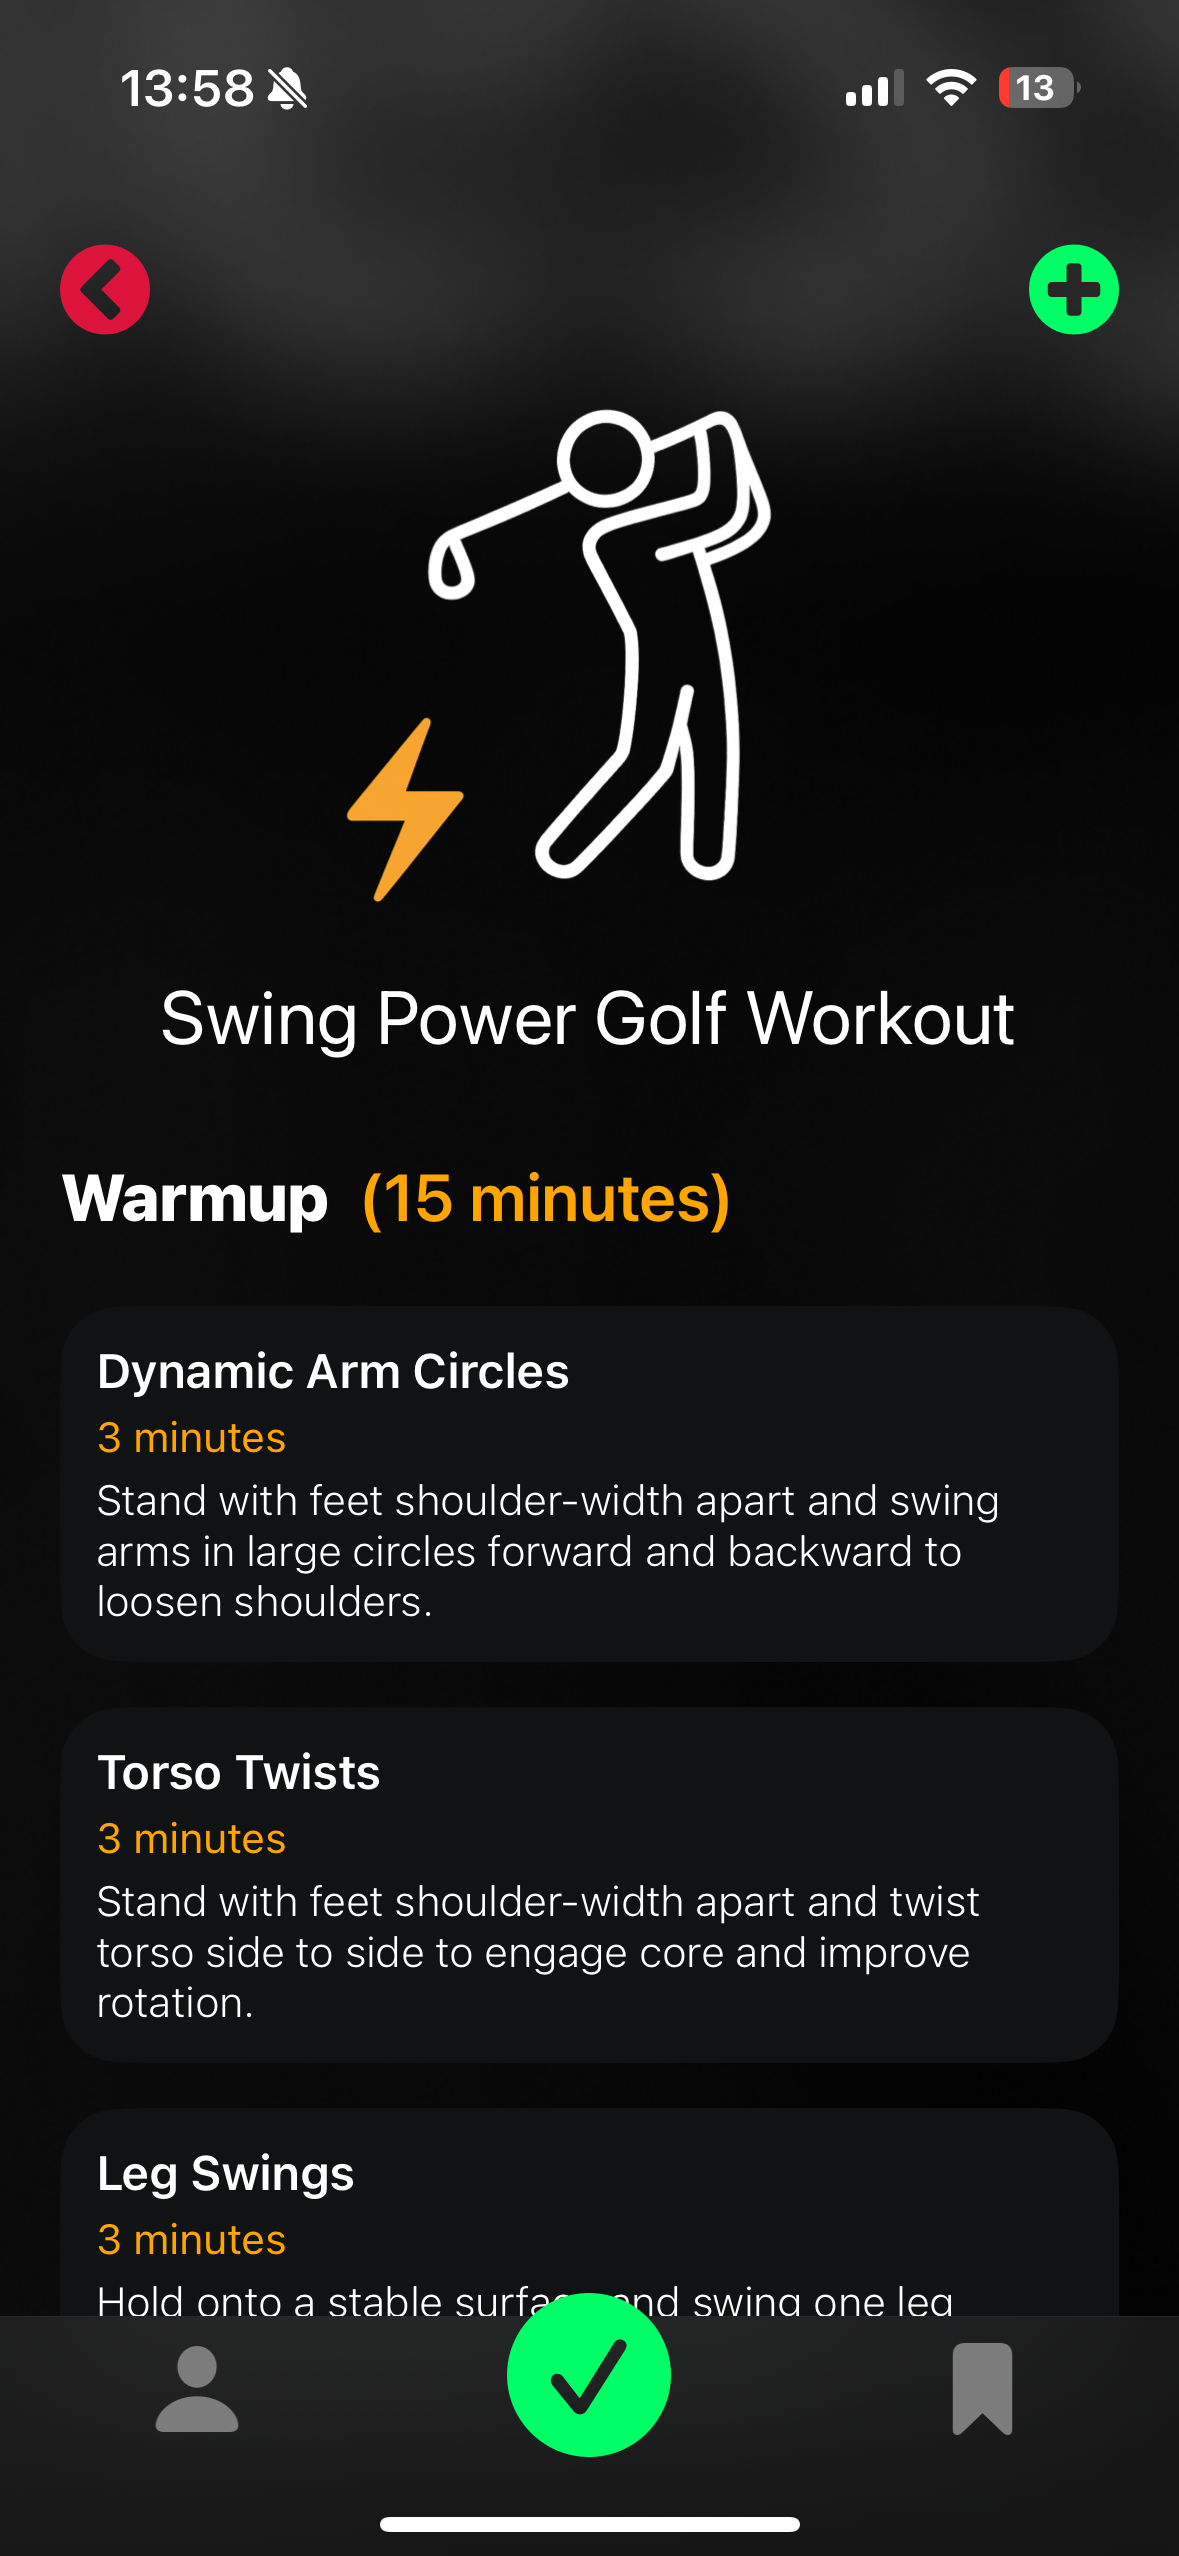 13:58
13
Swing Power Golf Workout
Warmup (15 minutes)
Dynamic Arm Circles
3 minutes
Stand with feet shoulder-width apart and swing
arms in large circles forward and backward to
loosen shoulders.
Torso Twists
3 minutes
Stand with feet shoulder-width apart and twist
torso side to side to engage core and improve
rotation.
Leg Swings
3 minutes
Hold onto a stable surface and swing one leg